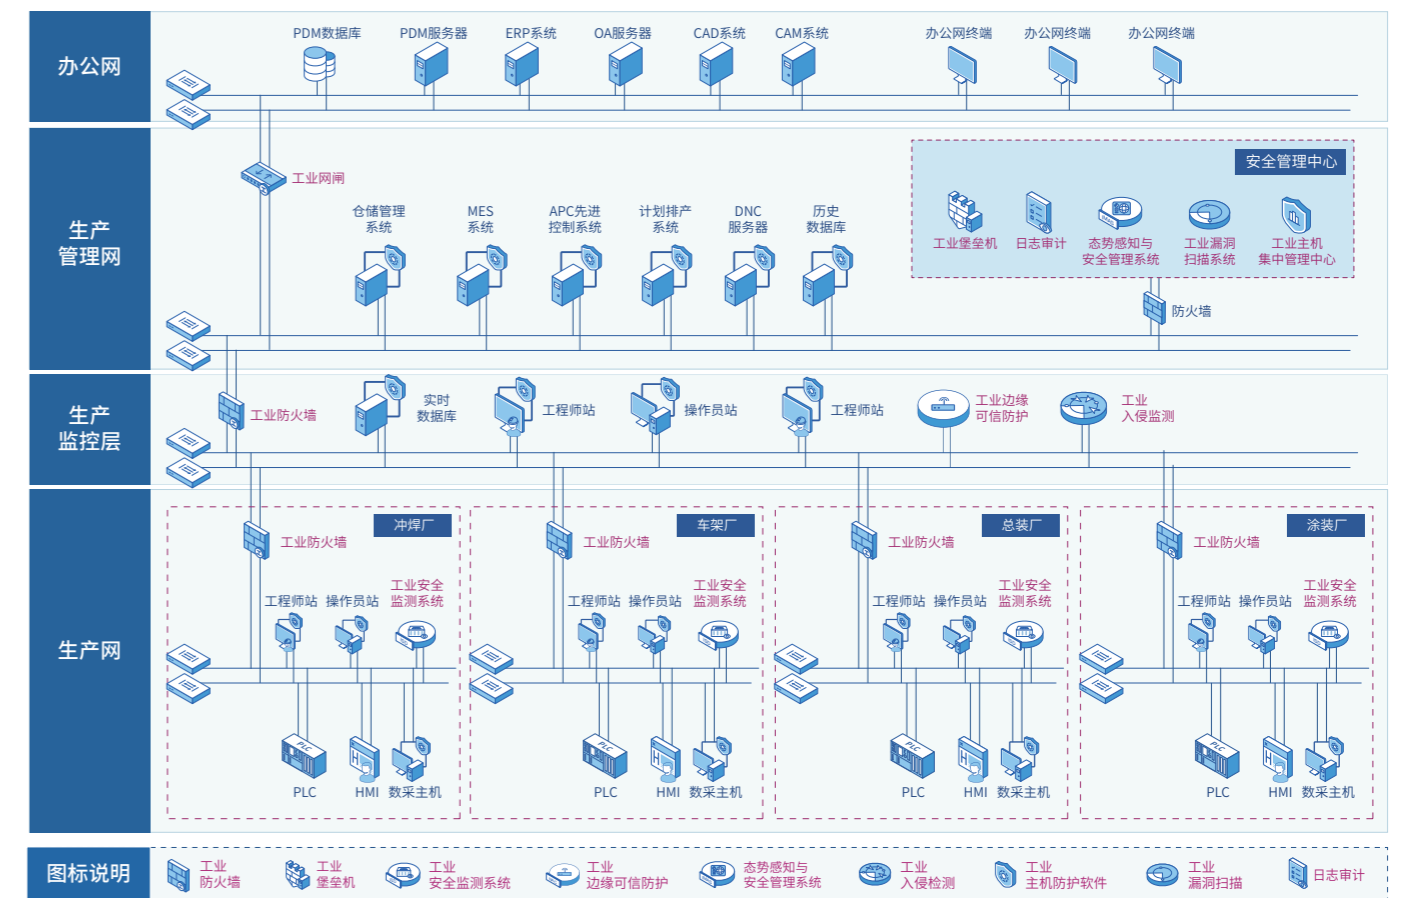 办公网
PDM数据库
PDM服务器
ERP系统
OA服务器
CAD系统
CAM系统
办公网终端
办公网终端
办公网终端
生产
管理网
工业网闸
仓储管理
系统
MES
系统
APC先进
控制系统
计划排产
系统
DNC
服务器
历史
数据库
安全管理中心
工业堡垒机
日志审计
态势感知与
安全管理系统
工业漏洞
扫描系统
工业主机
集中管理中心
防火墙
生产
监控层
工业防火墙
实时
数据库
工程师站
操作员站
工程师站
工业边缘
可信防护
工业
入侵监测
生产网
冲焊厂
工业防火墙
工程师站
操作员站
工业安全
监测系统
PLC
PLC
HMI
数采主机
车架厂
工业防火墙
工程师站
操作员站
工业安全
监测系统
PLC
PLC
HMI
数采主机
总装厂
工业防火墙
工程师站
操作员站
工业安全
监测系统
PLC
PLC
HMI
数采主机
涂装厂
工业防火墙
工程师站
操作员站
工业安全
监测系统
PLC
PLC
HMI
数采主机
图标说明
工业
防火墙
工业
堡垒机
工业
安全监测系统
工业
边缘可信防护
态势感知与
安全管理系统
工业
入侵检测
工业
主机防护软件
工业
漏洞扫描
日志审计